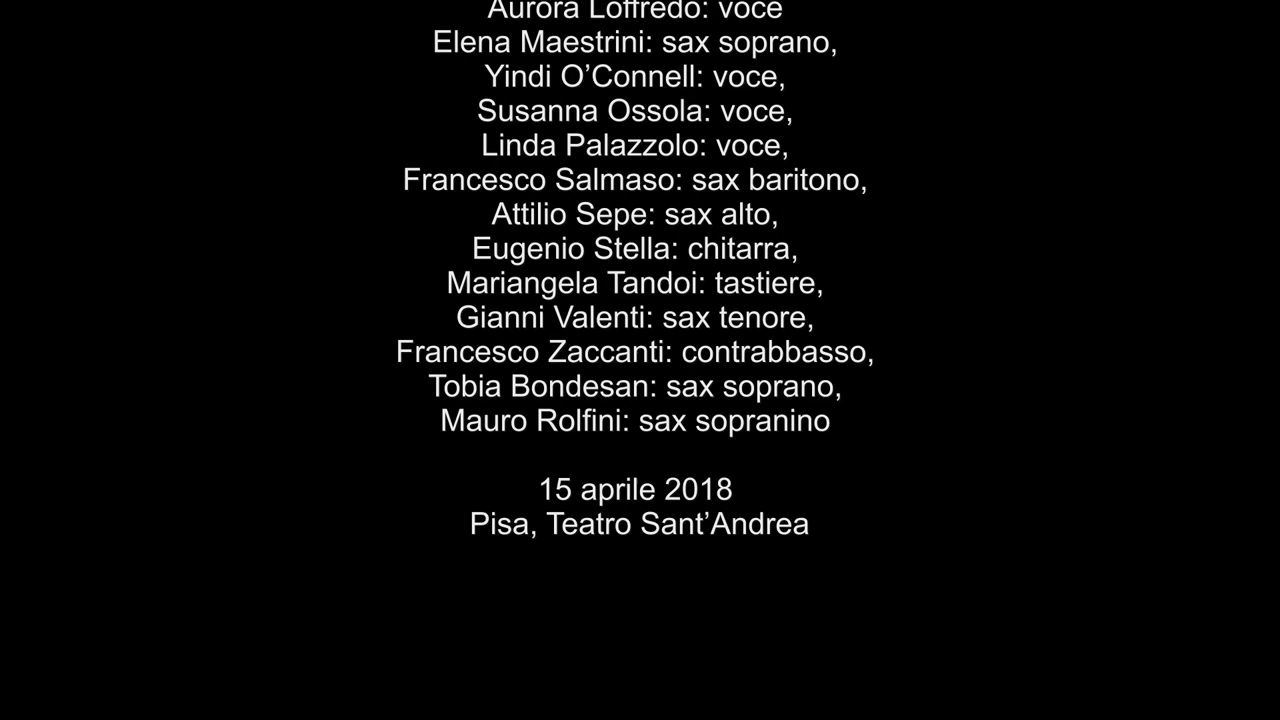 Aurora Loffredo: voce
Elena Maestrini: sax soprano,
Yindi O’Connell: voce,
Susanna Ossola: voce,
Linda Palazzolo: voce,
Francesco Salmaso: sax baritono,
Attilio Sepe: sax alto,
Eugenio Stella: chitarra,
Mariangela Tandoi: tastiere,
Gianni Valenti: sax tenore,
Francesco Zaccanti: contrabbasso,
Tobia Bondesan: sax soprano,
Mauro Rolfini: sax sopranino
15 aprile 2018
Pisa, Teatro Sant’Andrea